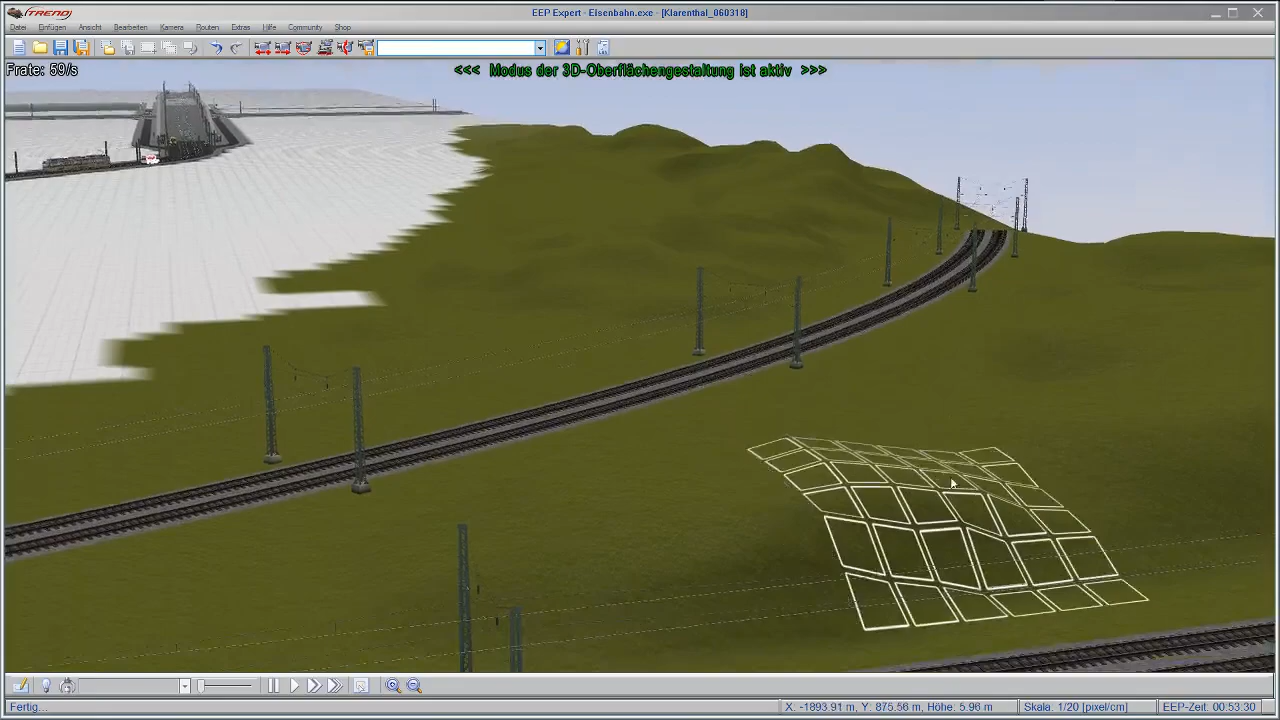 EEP Expert - Eisenbahn.exe - [Klarenthal_060318]
TREND
Datei Einfügen Ansicht Bearbeiten Kamera Routen Extras Hilfe Community Shop
Frate: 59/s
<<< Modus der 3D-Oberflächengestaltung ist aktiv >>>
Fertig...
X: -1893.91 m, Y: 875.56 m, Höhe: 5.96 m
Skala: 1/20 [pixel/cm]
EEP-Zeit: 00:53:30